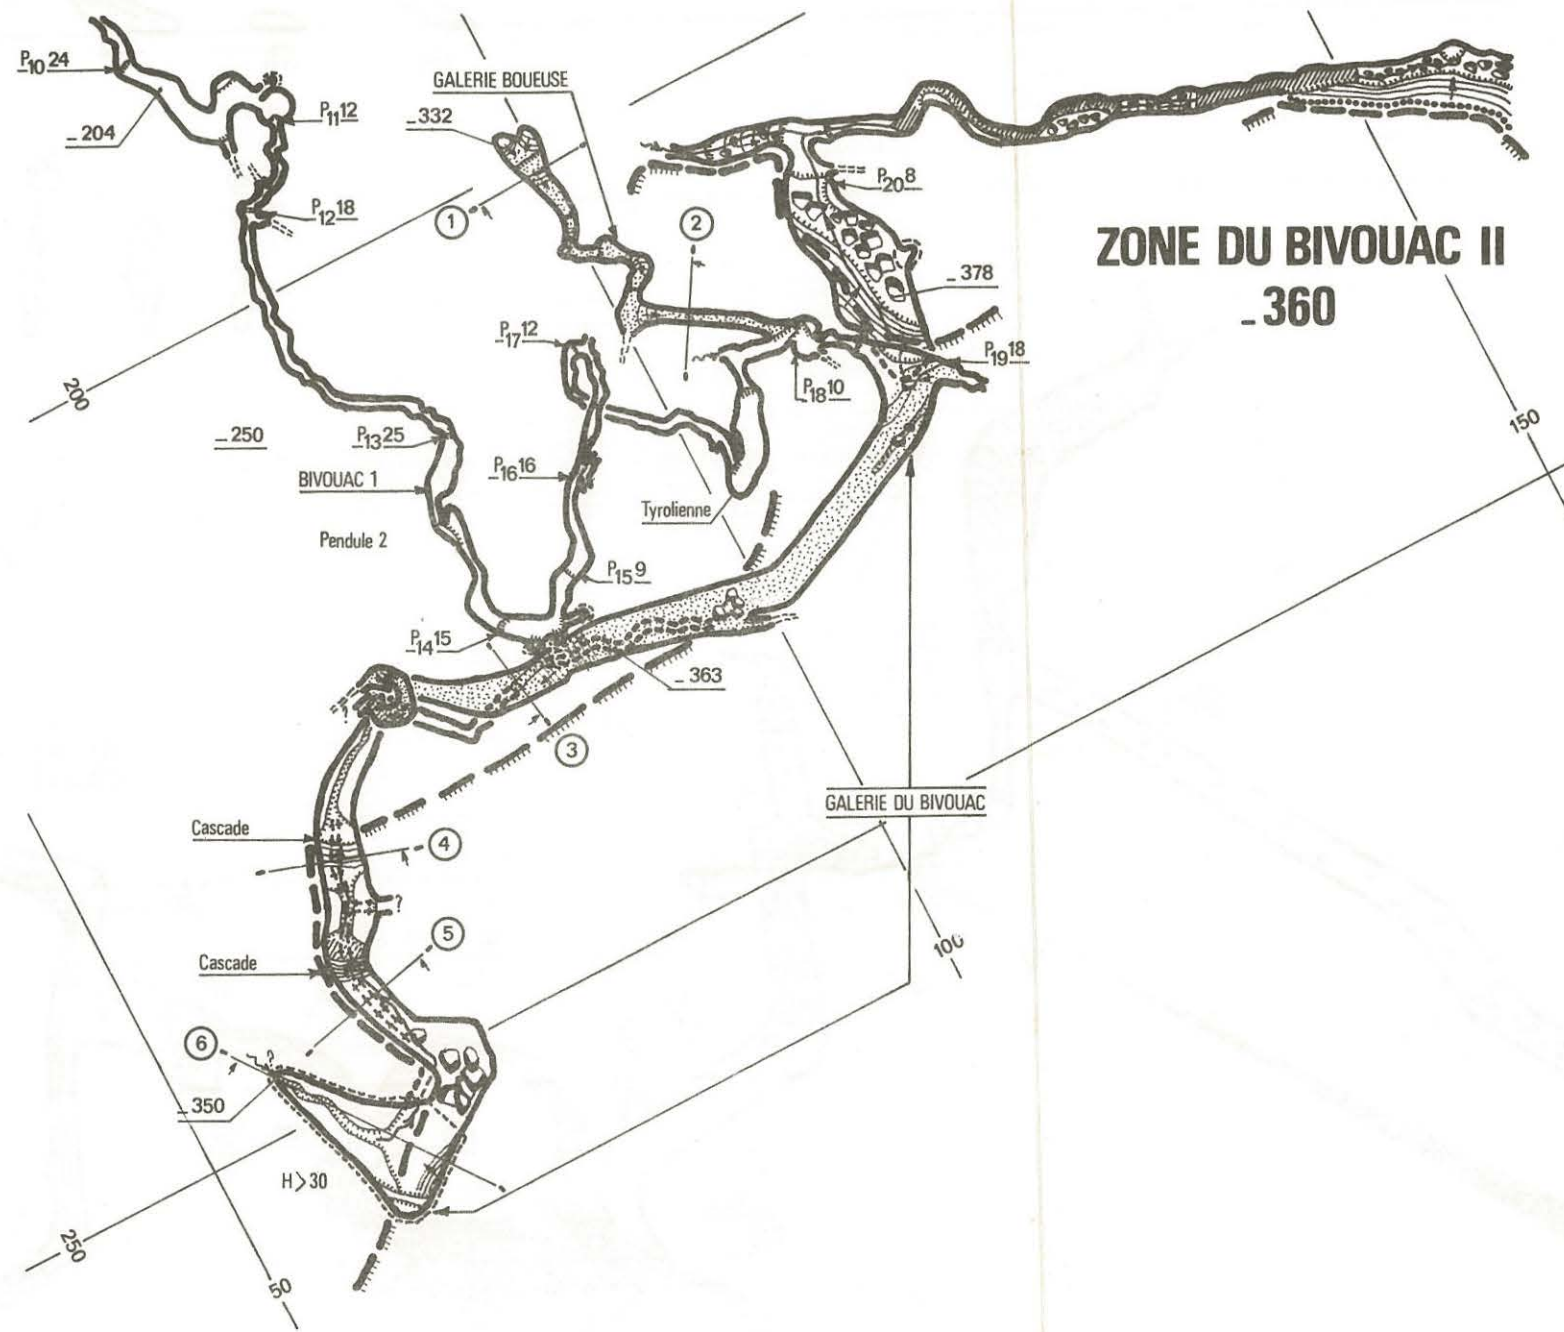 P10 24
_204
P11 12
P12 18
GALERIE BOUEUSE
_332
1
2
P20 8
_378
ZONE DU BIVOUAC II
_360
P17 12
P19 18
P18 10
200
_250
P13 25
BIVOUAC 1
Pendule 2
P16 16
Tyrolienne
150
P15 9
P14 15
_363
?
3
GALERIE DU BIVOUAC
Cascade
4
?
5
100
Cascade
6
?
_350
H>30
250
50